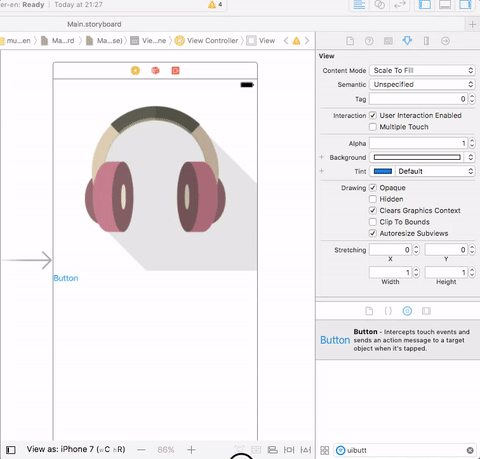 er-en: Ready | Today at 21:27 4
Main.storyboard
mu...en Ma...rd Ma...se) Vie...ne View Controller View
View
Content Mode Scale To Fill
Semantic Unspecified
Tag 0
Interaction User Interaction Enabled
Multiple Touch
Alpha 1
Background
Tint Default
Drawing Opaque
Hidden
Clears Graphics Context
Clip To Bounds
Autoresize Subviews
Stretching 0 0
X Y
1 1
Width Height
Button
Button Button - Intercepts touch events and
sends an action message to a target
object when it's tapped.
View as: iPhone 7 (wC hR) 86% uibutt